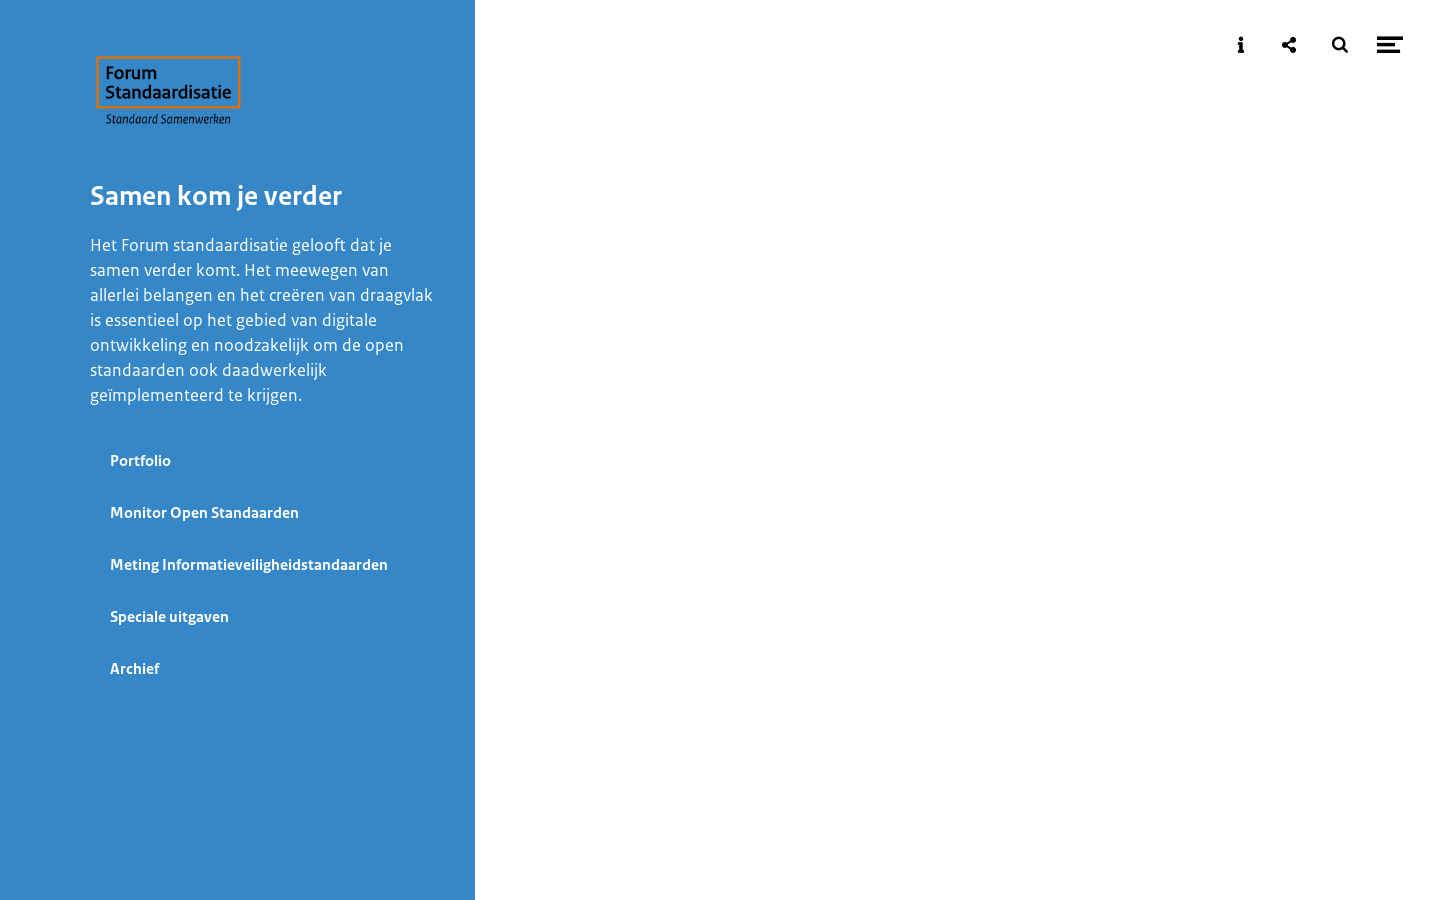 Forum
Standaardisatie
Standaard Samenwerken
Samen kom je verder
Het Forum standaardisatie gelooft dat je
samen verder komt. Het meewegen van
allerlei belangen en het creëren van draagvlak
is essentieel op het gebied van digitale
ontwikkeling en noodzakelijk om de open
standaarden ook daadwerkelijk
geïmplementeerd te krijgen.
Portfolio
Monitor Open Standaarden
Meting Informatieveiligheidstandaarden
Speciale uitgaven
Archief